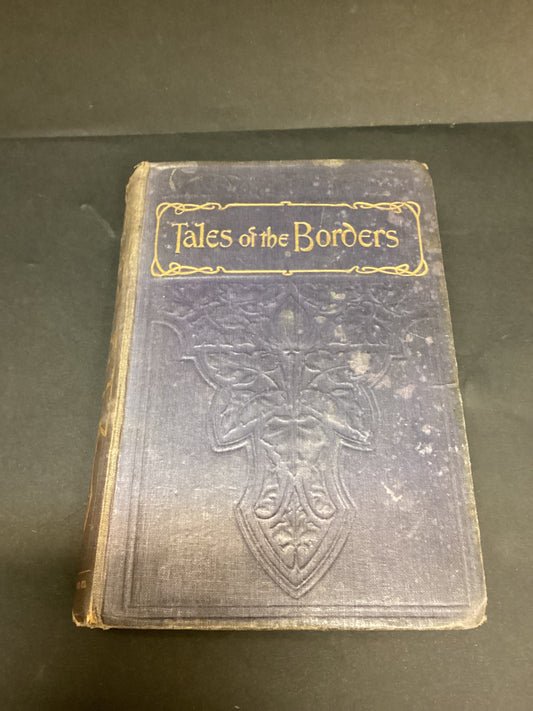 Tales of the Borders